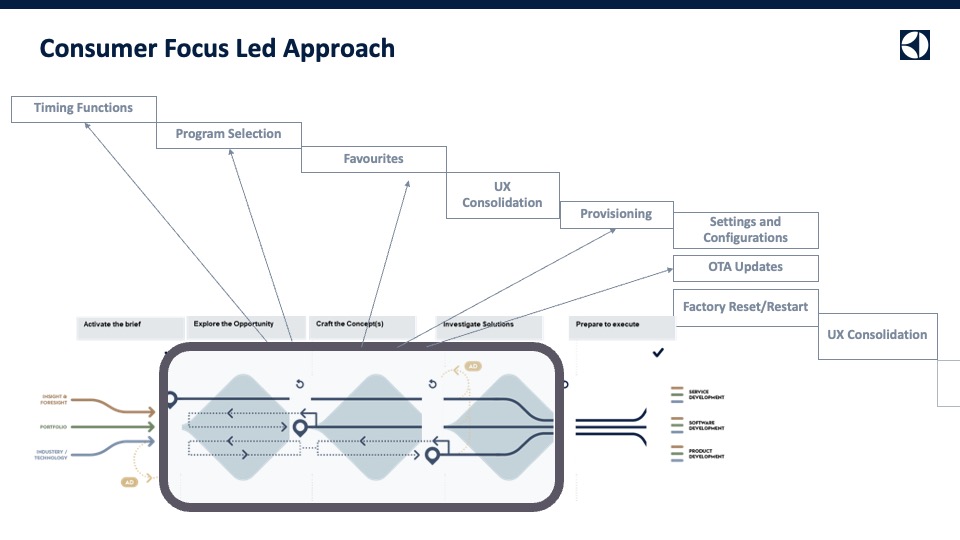 Consumer Focus Led Approach
Timing Functions
Program Selection
Favourites
UX
Consolidation
Provisioning
Settings and
Configurations
OTA Updates
Factory Reset/Restart
UX Consolidation
Activate the brief
Explore the Opportunity
Craft the Concept(s)
Investigate Solutions
Prepare to execute
AD
INSIGHT &
FORESIGHT
PORTFOLIO
INDUSTERY /
TECHNOLOGY
AD
SERVICE
DEVELOPMENT
SOFTWARE
DEVELOPMENT
PRODUCT
DEVELOPMENT